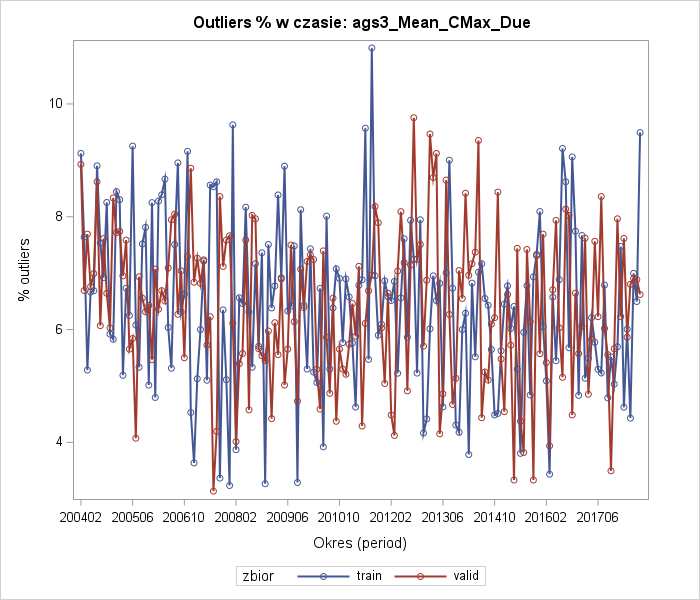 Outliers % w czasie: ags3_Mean_CMax_Due
% outliers
10
8
6
4
200402 200506 200610 200802 200906 201010 201202 201306 201410 201602 201706
Okres (period)
zbior train valid